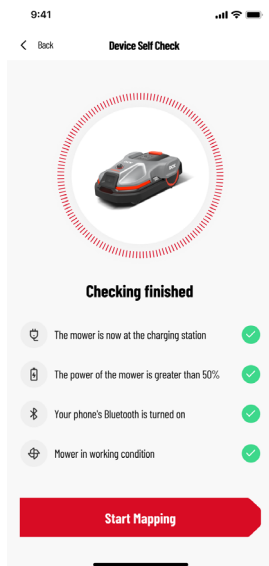 9:41
Back
Device Self Check
Checking finished
The mower is now at the charging station
The power of the mower is greater than 50%
Your phone's Bluetooth is turned on
Mower in working condition
Start Mapping